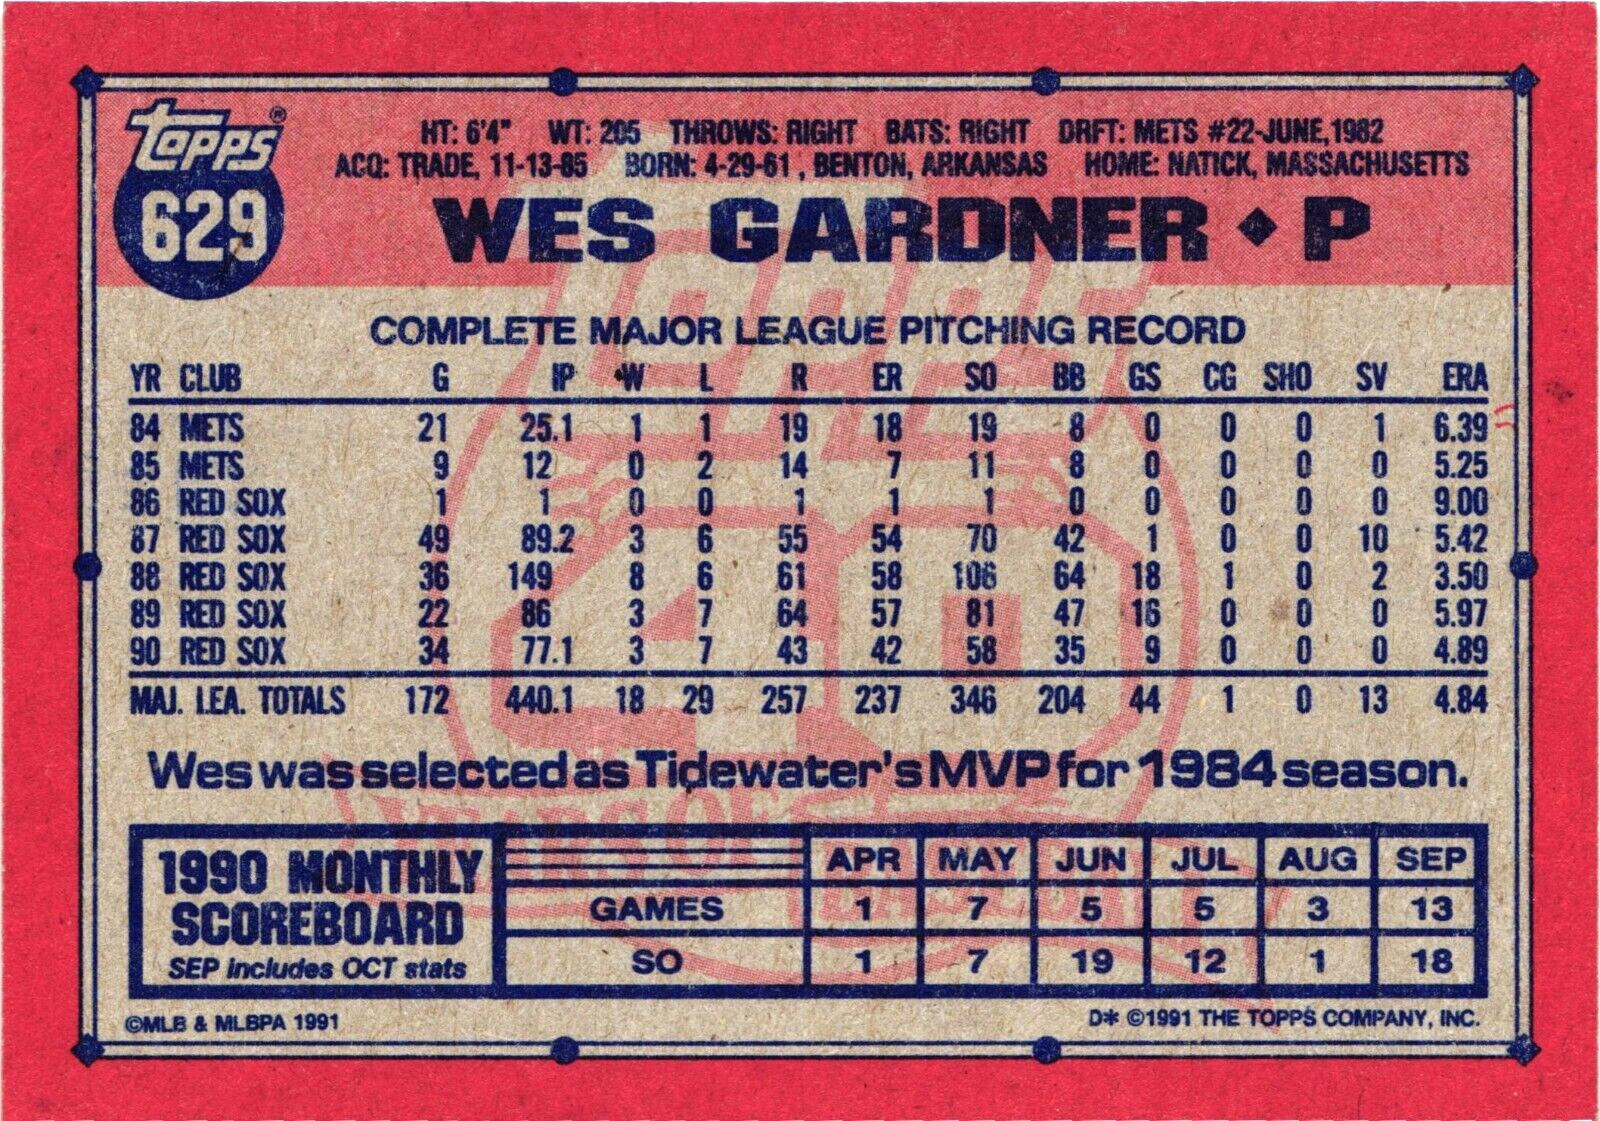 Topps®
629
HT: 6'4" WT: 205 THROWS: RIGHT BATS: RIGHT DRFT: METS #22-JUNE, 1982
ACQ: TRADE, 11-13-85 BORN: 4-29-61, BENTON, ARKANSAS HOME: NATICK, MASSACHUSETTS
WES GARDNER ♦ P
COMPLETE MAJOR LEAGUE PITCHING RECORD
YR CLUB G IP W L R ER SO BB GS CG SHO SV ERA
84 METS 21 25.1 1 1 19 18 19 8 0 0 0 1 6.39
85 METS 9 12 0 2 14 7 11 8 0 0 0 0 5.25
86 RED SOX 1 1 0 0 1 1 1 0 0 0 0 0 9.00
87 RED SOX 49 89.2 3 6 55 54 70 42 1 0 0 10 5.42
88 RED SOX 36 149 8 6 61 58 106 64 18 1 0 2 3.50
89 RED SOX 22 86 3 7 64 57 81 47 16 0 0 0 5.97
90 RED SOX 34 77.1 3 7 43 42 58 35 9 0 0 0 4.89
MAJ. LEA. TOTALS 172 440.1 18 29 257 237 346 204 44 1 0 13 4.84
Wes was selected as Tidewater's MVP for 1984 season.
1990 MONTHLY
SCOREBOARD
SEP includes OCT stats
APR MAY JUN JUL AUG SEP
GAMES 1 7 5 5 3 13
SO 1 7 19 12 1 18
©MLB & MLBPA 1991
D* ©1991 THE TOPPS COMPANY, INC.
Topps
40
YEARS OF
BASEBALL